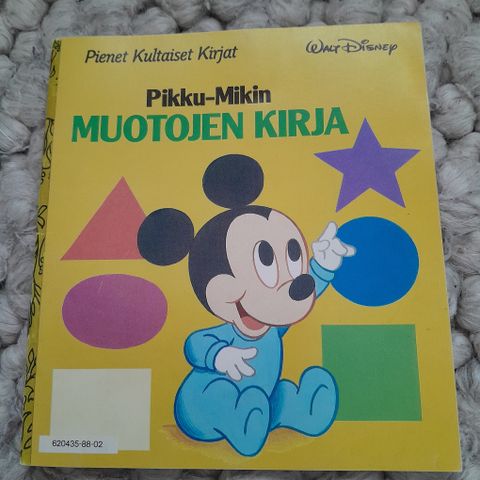 Pienet Kultaiset Kirjat
WALT DISNEY
Pikku-Mikin
MUOTOJEN KIRJA
620435-88-02